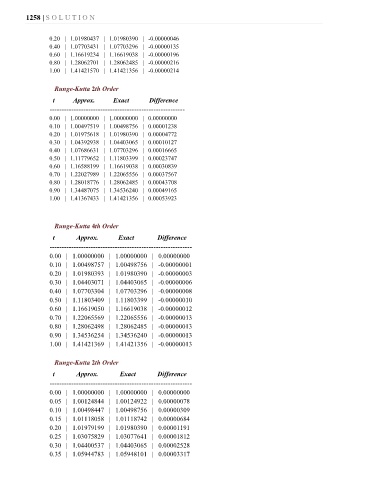 1258 | S O L U T I O N
0.20 | 1.01980437 | 1.01980390 | -0.00000046
0.40 | 1.07703431 | 1.07703296 | -0.00000135
0.60 | 1.16619234 | 1.16619038 | -0.00000196
0.80 | 1.28062701 | 1.28062485 | -0.00000216
1.00 | 1.41421570 | 1.41421356 | -0.00000214
Runge-Kutta 2th Order
t Approx. Exact Difference
------------------------------------------------------------
0.00 | 1.00000000 | 1.00000000 | 0.00000000
0.10 | 1.00497519 | 1.00498756 | 0.00001238
0.20 | 1.01975618 | 1.01980390 | 0.00004772
0.30 | 1.04392938 | 1.04403065 | 0.00010127
0.40 | 1.07686631 | 1.07703296 | 0.00016665
0.50 | 1.11779652 | 1.11803399 | 0.00023747
0.60 | 1.16588199 | 1.16619038 | 0.00030839
0.70 | 1.22027989 | 1.22065556 | 0.00037567
0.80 | 1.28018776 | 1.28062485 | 0.00043708
0.90 | 1.34487075 | 1.34536240 | 0.00049165
1.00 | 1.41367433 | 1.41421356 | 0.00053923
Runge-Kutta 4th Order
t Approx. Exact Difference
------------------------------------------------------------
0.00 | 1.00000000 | 1.00000000 | 0.00000000
0.10 | 1.00498757 | 1.00498756 | -0.00000001
0.20 | 1.01980393 | 1.01980390 | -0.00000003
0.30 | 1.04403071 | 1.04403065 | -0.00000006
0.40 | 1.07703304 | 1.07703296 | -0.00000008
0.50 | 1.11803409 | 1.11803399 | -0.00000010
0.60 | 1.16619050 | 1.16619038 | -0.00000012
0.70 | 1.22065569 | 1.22065556 | -0.00000013
0.80 | 1.28062498 | 1.28062485 | -0.00000013
0.90 | 1.34536254 | 1.34536240 | -0.00000013
1.00 | 1.41421369 | 1.41421356 | -0.00000013
Runge-Kutta 2th Order
t Approx. Exact Difference
------------------------------------------------------------
0.00 | 1.00000000 | 1.00000000 | 0.00000000
0.05 | 1.00124844 | 1.00124922 | 0.00000078
0.10 | 1.00498447 | 1.00498756 | 0.00000309
0.15 | 1.01118058 | 1.01118742 | 0.00000684
0.20 | 1.01979199 | 1.01980390 | 0.00001191
0.25 | 1.03075829 | 1.03077641 | 0.00001812
0.30 | 1.04400537 | 1.04403065 | 0.00002528
0.35 | 1.05944783 | 1.05948101 | 0.00003317